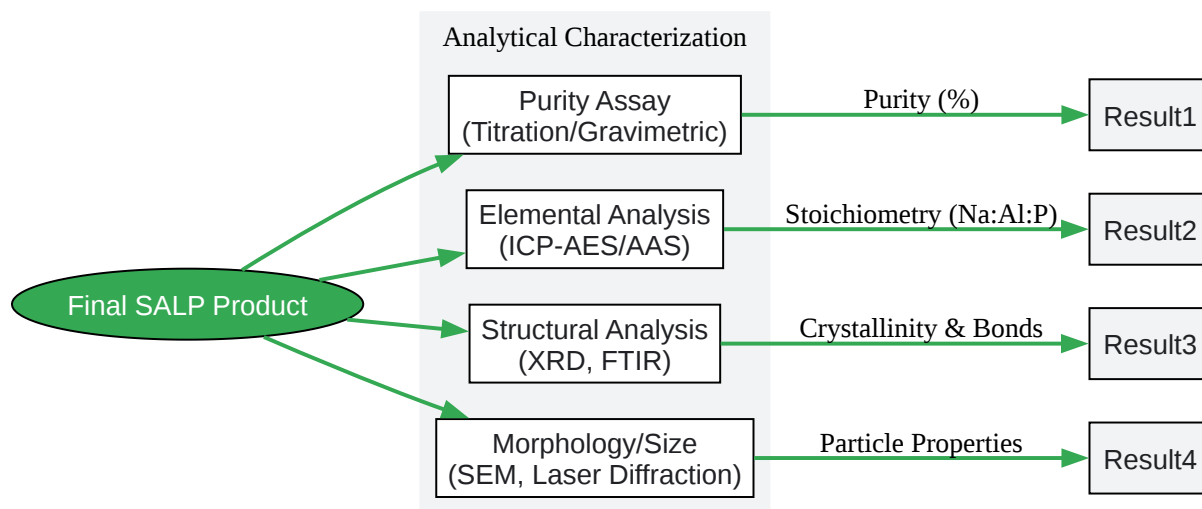 Analytical Characterization
Purity Assay
(Titration/Gravimetric)
Purity (%)
Result1
Elemental Analysis
(ICP-AES/AAS)
Stoichiometry (Na:Al:P)
Result2
Final SALP Product
Structural Analysis
(XRD, FTIR)
Crystallinity & Bonds
Result3
Morphology/Size
(SEM, Laser Diffraction)
Particle Properties
Result4